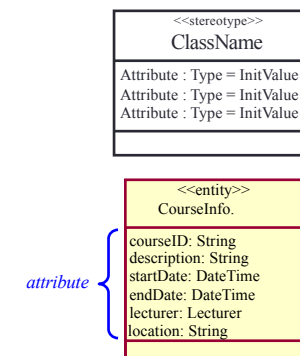 <<stereotype>>
ClassName
Attribute : Type = InitValue
Attribute : Type = InitValue
Attribute : Type = InitValue
<<entity>>
CourseInfo.
courseID: String
description: String
startDate: DateTime
attribute
endDate: DateTime
lecturer: Lecturer
location: String